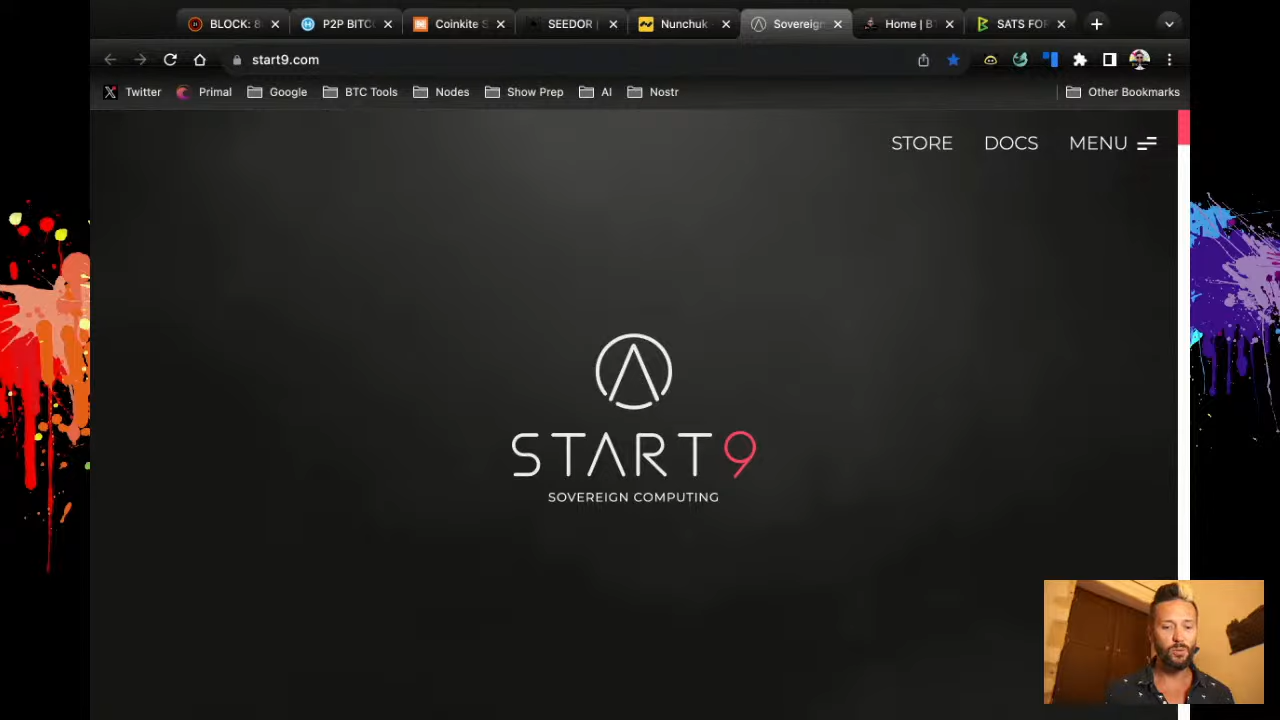 BLOCK: 8
P2P BITCO
Coinkite S
SEEDOR
Nunchuk
Sovereign
Home | B
SATS FOR
start9.com
Twitter
Primal
Google
BTC Tools
Nodes
Show Prep
AI
Nostr
Other Bookmarks
STORE
DOCS
MENU
START9
SOVEREIGN COMPUTING